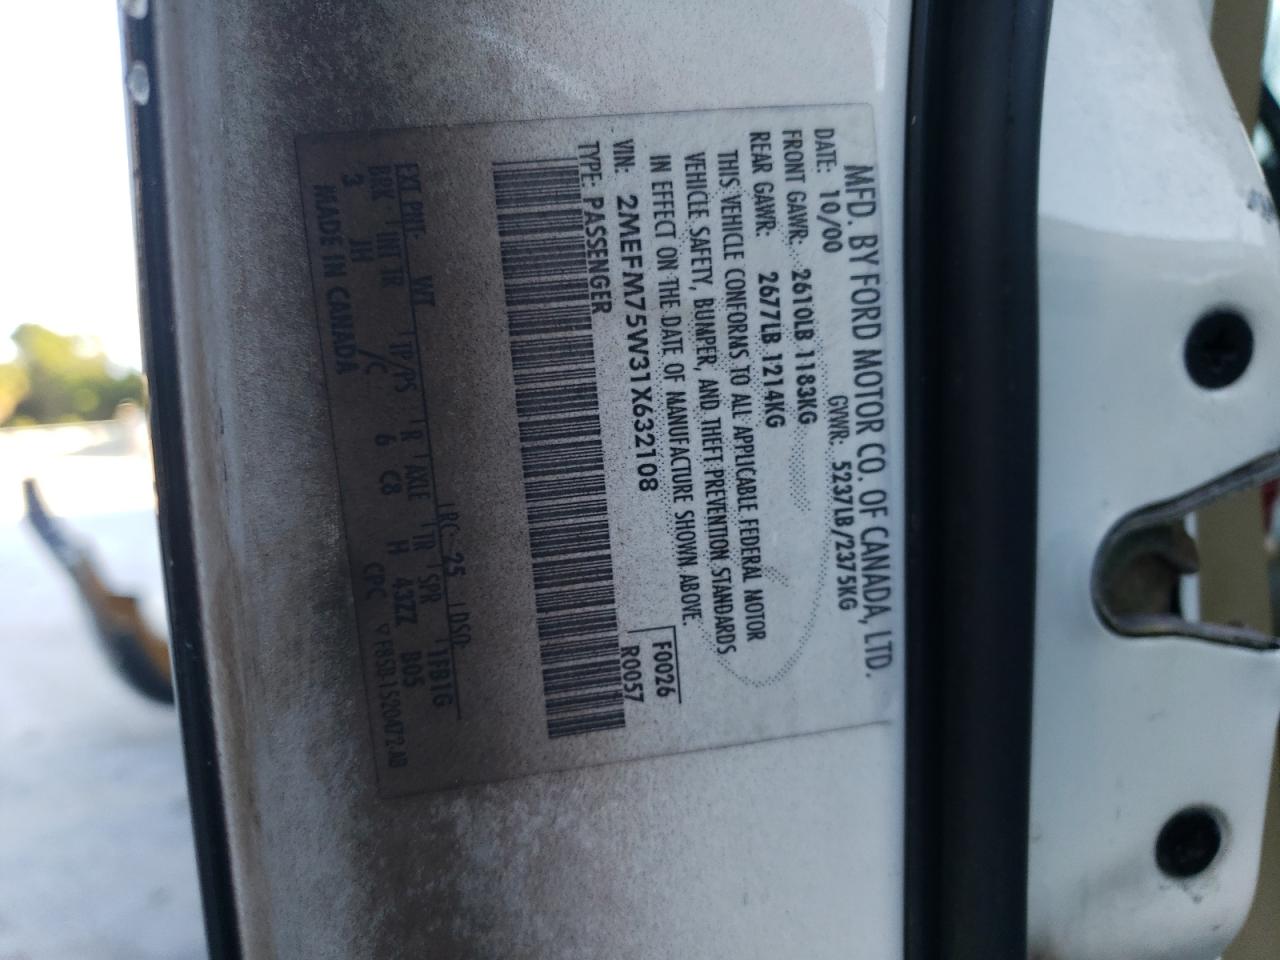 MFD. BY FORD MOTOR CO. OF CANADA, LTD.
DATE: 10/00 GVWR: 5237LB/2375KG
FRONT GAWR: 2610LB 1183KG
REAR GAWR: 2677LB 1214KG
THIS VEHICLE CONFORMS TO ALL APPLICABLE FEDERAL MOTOR
VEHICLE SAFETY, BUMPER, AND THEFT PREVENTION STANDARDS
IN EFFECT ON THE DATE OF MANUFACTURE SHOWN ABOVE.
VIN: 2MEFM75W31X632108 F0026
TYPE: PASSENGER R0057
EXT PNT: WT RC: 25 DSO:
BRK INT TR TP/PS R AXLE TR SPR 1FB1G
3 JH /C 6 C8 H 43ZZ B05
MADE IN CANADA CPC